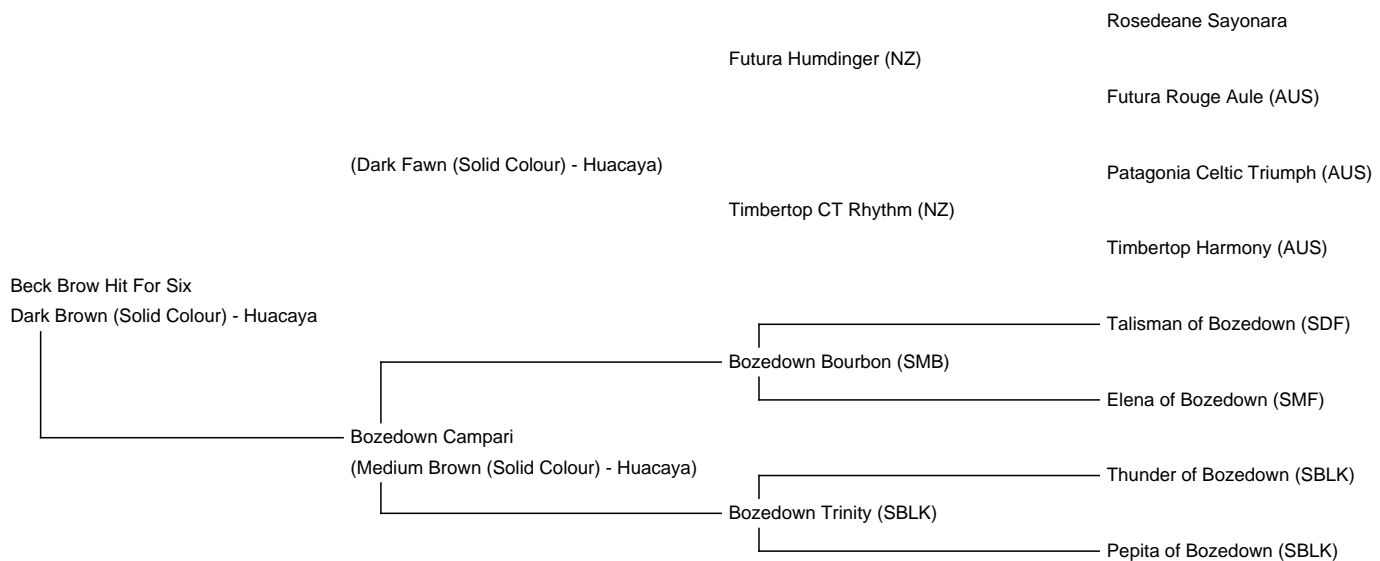 Rosedeane Sayonara
Futura Humdinger (NZ)
Futura Rouge Aule (AUS)
(Dark Fawn (Solid Colour) - Huacaya)
Patagonia Celtic Triumph (AUS)
Timbertop CT Rhythm (NZ)
Timbertop Harmony (AUS)
Beck Brow Hit For Six
Dark Brown (Solid Colour) - Huacaya
Talisman of Bozedown (SDF)
Bozedown Bourbon (SMB)
Elena of Bozedown (SMF)
Bozedown Campari
(Medium Brown (Solid Colour) - Huacaya)
Thunder of Bozedown (SBLK)
Bozedown Trinity (SBLK)
Pepita of Bozedown (SBLK)